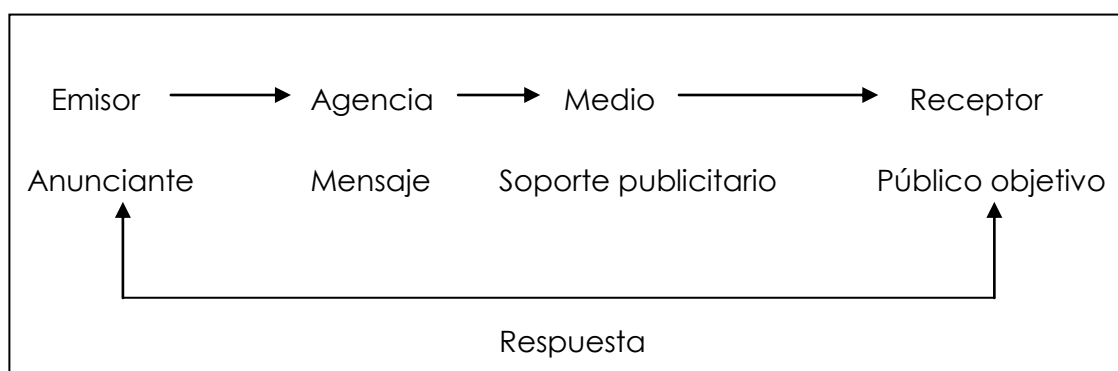 Emisor Agencia Medio Receptor
Anunciante Mensaje Soporte publicitario Público objetivo
Respuesta